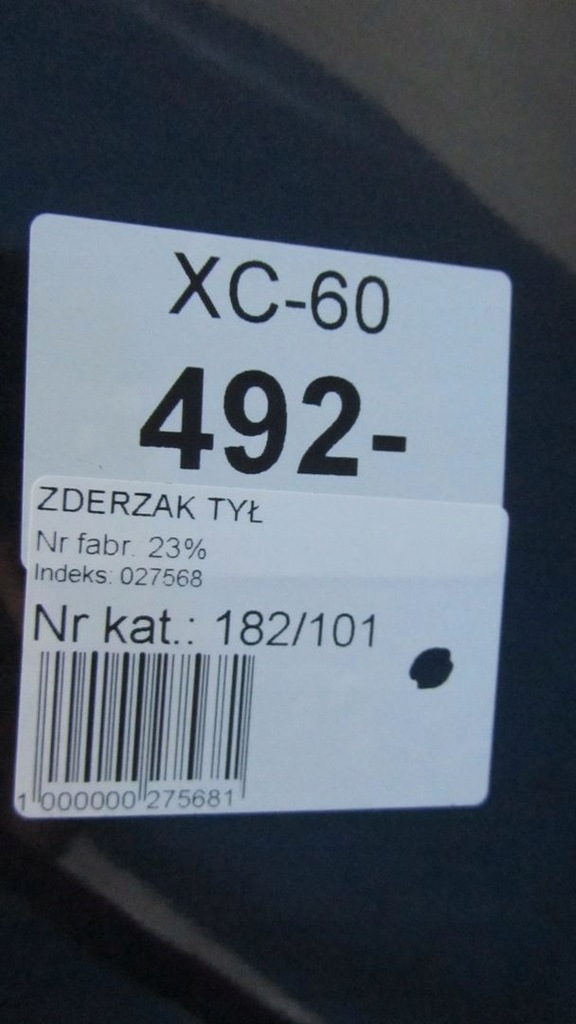 XC-60
492-
ZDERZAK TYŁ
Nr fabr. 23%
Indeks: 027568
Nr kat.: 182/101
1 000000 275681